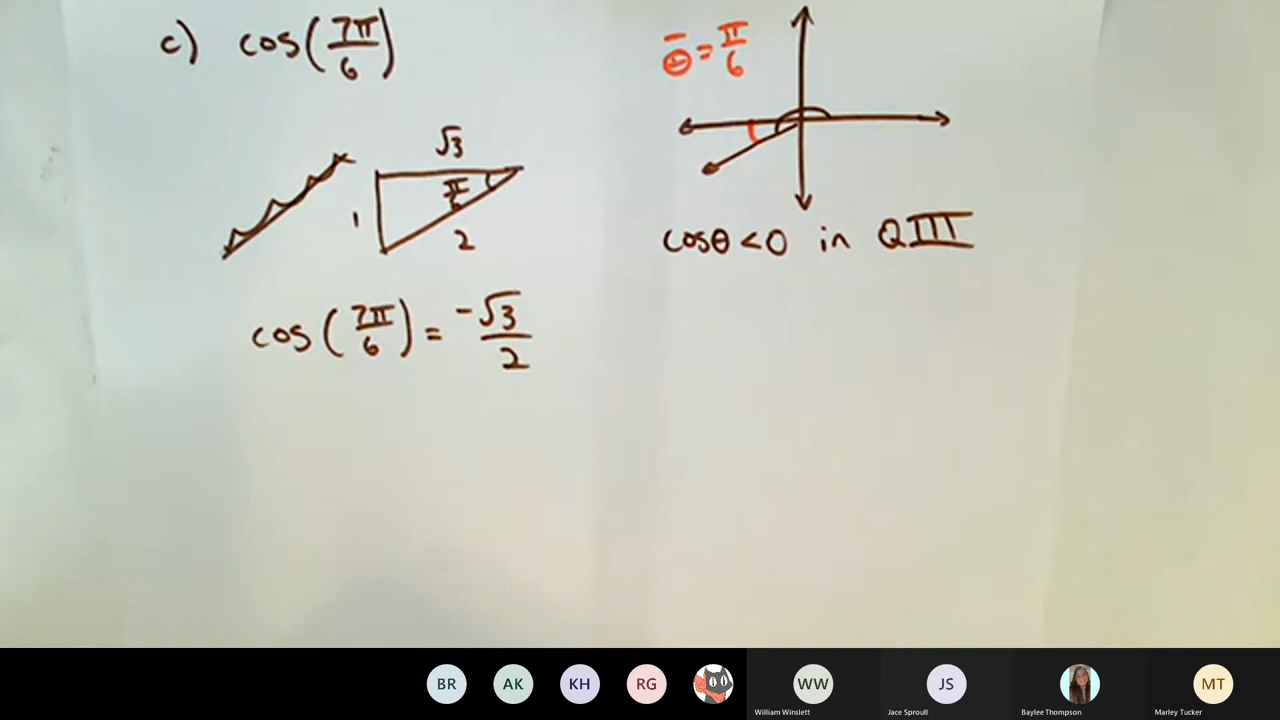 c) cos(7π/6)
θ̄ = π/6
√3
π/6
1
2
cosθ < 0 in QIII
cos(7π/6) = -√3/2
BR AK KH RG WW JS MT
William Winslett Jace Sproull Baylee Thompson Marley Tucker